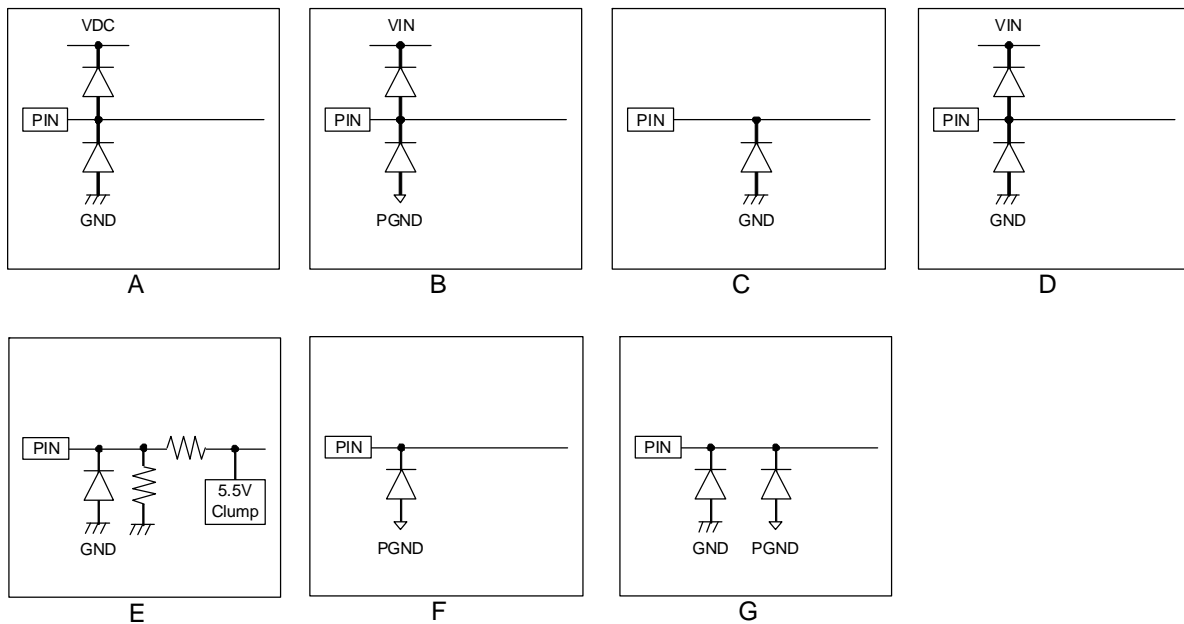 VDC
PIN
GND
A
VIN
PIN
PGND
B
PIN
GND
C
VIN
PIN
GND
D
PIN
GND
5.5V
Clump
E
PIN
PGND
F
PIN
GND PGND
G